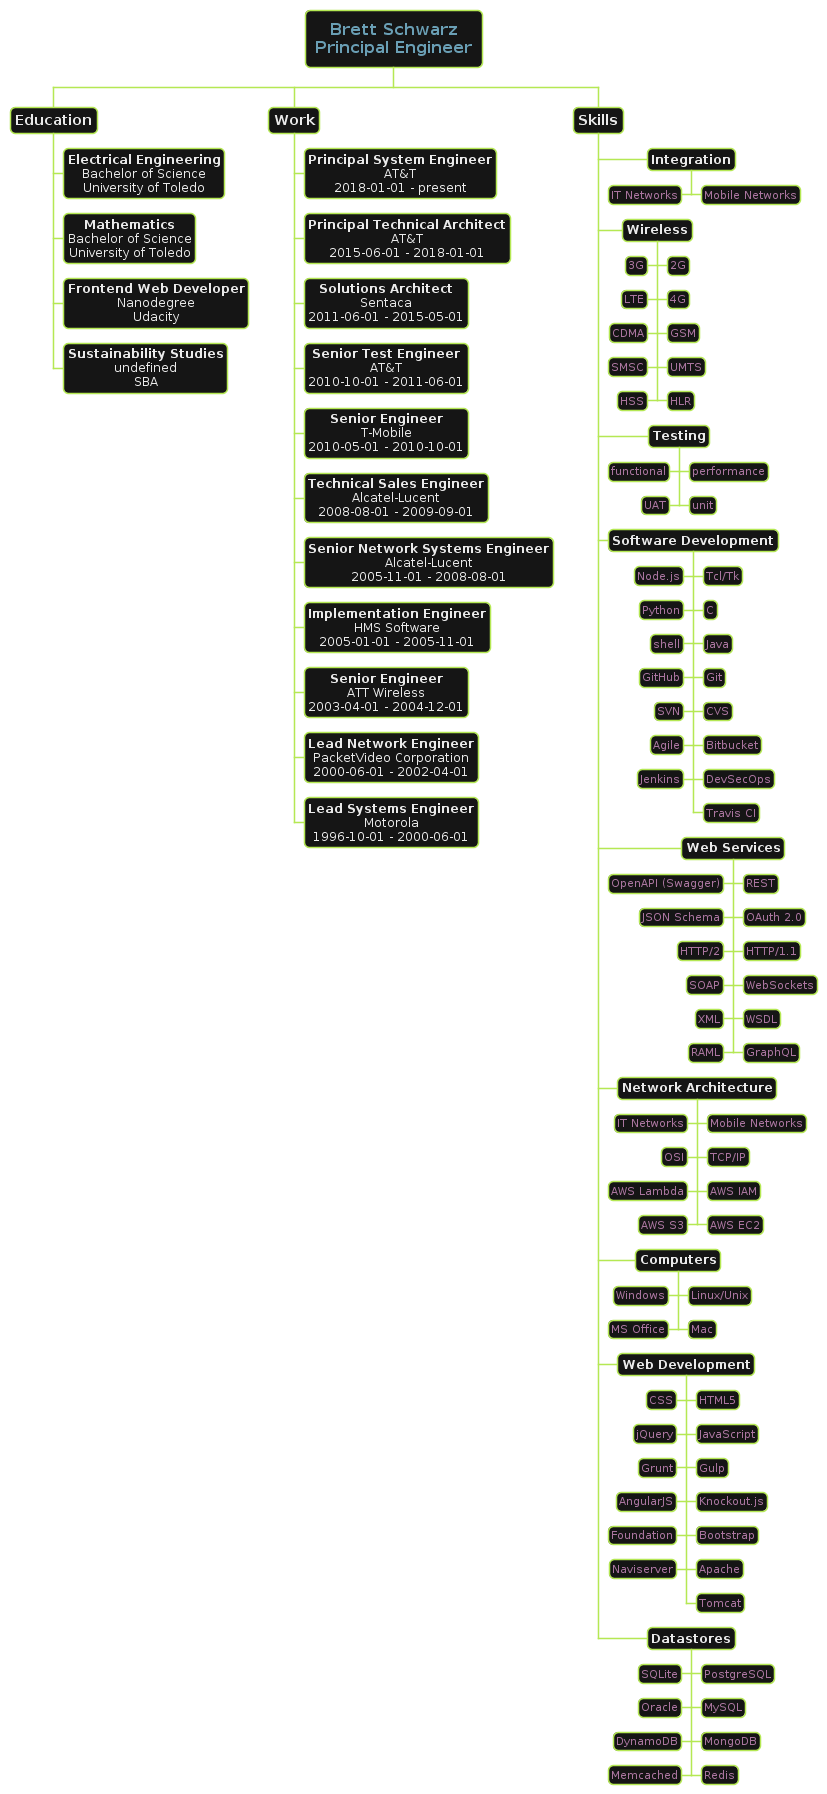 Brett Schwarz
Principal Engineer
Education
Electrical Engineering
Bachelor of Science
University of Toledo
Mathematics
Bachelor of Science
University of Toledo
Frontend Web Developer
Nanodegree
Udacity
Sustainability Studies
undefined
SBA
Work
Principal System Engineer
AT&T
2018-01-01 - present
Principal Technical Architect
AT&T
2015-06-01 - 2018-01-01
Solutions Architect
Sentaca
2011-06-01 - 2015-05-01
Senior Test Engineer
AT&T
2010-10-01 - 2011-06-01
Senior Engineer
T-Mobile
2010-05-01 - 2010-10-01
Technical Sales Engineer
Alcatel-Lucent
2008-08-01 - 2009-09-01
Senior Network Systems Engineer
Alcatel-Lucent
2005-11-01 - 2008-08-01
Implementation Engineer
HMS Software
2005-01-01 - 2005-11-01
Senior Engineer
ATT Wireless
2003-04-01 - 2004-12-01
Lead Network Engineer
PacketVideo Corporation
2000-06-01 - 2002-04-01
Lead Systems Engineer
Motorola
1996-10-01 - 2000-06-01
Skills
Integration
IT Networks Mobile Networks
Wireless
3G 2G
LTE 4G
CDMA GSM
SMSC UMTS
HSS HLR
Testing
functional performance
UAT unit
Software Development
Node.js Tcl/Tk
Python C
shell Java
GitHub Git
SVN CVS
Agile Bitbucket
Jenkins DevSecOps
Travis CI
Web Services
OpenAPI (Swagger) REST
JSON Schema OAuth 2.0
HTTP/2 HTTP/1.1
SOAP WebSockets
XML WSDL
RAML GraphQL
Network Architecture
IT Networks Mobile Networks
OSI TCP/IP
AWS Lambda AWS IAM
AWS S3 AWS EC2
Computers
Windows Linux/Unix
MS Office Mac
Web Development
CSS HTML5
jQuery JavaScript
Grunt Gulp
AngularJS Knockout.js
Foundation Bootstrap
Naviserver Apache
Tomcat
Datastores
SQLite PostgreSQL
Oracle MySQL
DynamoDB MongoDB
Memcached Redis